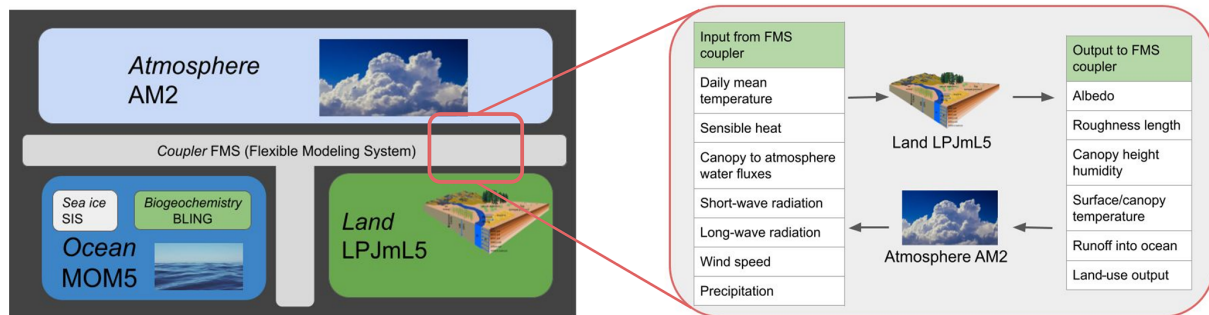 Atmosphere
AM2
Coupler FMS (Flexible Modeling System)
Sea ice
SIS
Biogeochemistry
BLING
Ocean
MOM5
Land
LPJmL5
Input from FMS
coupler
Daily mean
temperature
Sensible heat
Canopy to atmosphere
water fluxes
Short-wave radiation
Long-wave radiation
Wind speed
Precipitation
Land LPJmL5
Atmosphere AM2
Output to FMS
coupler
Albedo
Roughness length
Canopy height
humidity
Surface/canopy
temperature
Runoff into ocean
Land-use output